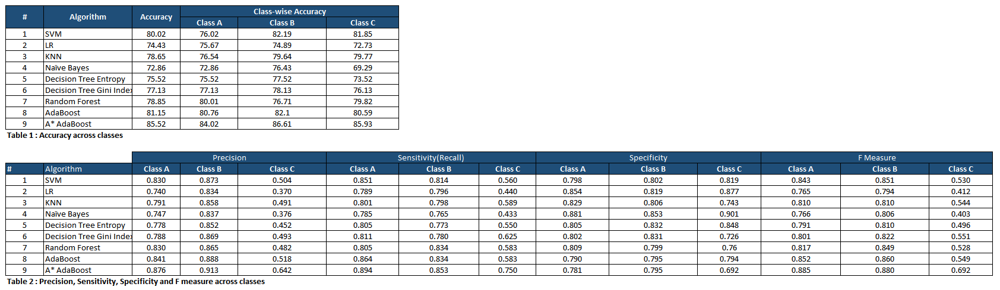 # Algorithm Accuracy Class-wise Accuracy
Class A Class B Class C
1 SVM 80.02 76.02 82.19 81.85
2 LR 74.43 75.67 74.89 72.73
3 KNN 78.65 76.54 79.64 79.77
4 Naïve Bayes 72.86 72.86 76.43 69.29
5 Decision Tree Entropy 75.52 75.52 77.52 73.52
6 Decision Tree Gini Index 77.13 77.13 78.13 76.13
7 Random Forest 78.85 80.01 76.71 79.82
8 AdaBoost 81.15 80.76 82.1 80.59
9 A* AdaBoost 85.52 84.02 86.61 85.93
Table 1 : Accuracy across classes
Precision Sensitivity(Recall) Specificity F Measure
# Algorithm Class A Class B Class C Class A Class B Class C Class A Class B Class C Class A Class B Class C
1 SVM 0.830 0.873 0.504 0.851 0.814 0.560 0.798 0.802 0.819 0.843 0.851 0.530
2 LR 0.740 0.834 0.370 0.789 0.796 0.440 0.854 0.819 0.877 0.765 0.794 0.412
3 KNN 0.791 0.858 0.491 0.801 0.798 0.589 0.829 0.806 0.743 0.810 0.810 0.544
4 Naïve Bayes 0.747 0.837 0.376 0.785 0.765 0.433 0.881 0.853 0.901 0.766 0.806 0.403
5 Decision Tree Entropy 0.778 0.852 0.452 0.805 0.773 0.550 0.805 0.832 0.848 0.791 0.810 0.496
6 Decision Tree Gini Index 0.788 0.869 0.493 0.811 0.780 0.625 0.802 0.831 0.726 0.801 0.822 0.551
7 Random Forest 0.830 0.865 0.482 0.805 0.834 0.583 0.809 0.799 0.76 0.817 0.849 0.528
8 AdaBoost 0.841 0.888 0.518 0.864 0.834 0.583 0.790 0.795 0.794 0.852 0.860 0.549
9 A* AdaBoost 0.876 0.913 0.642 0.894 0.853 0.750 0.781 0.795 0.692 0.885 0.880 0.692
Table 2 : Precision, Sensitivity, Specificity and F measure across classes